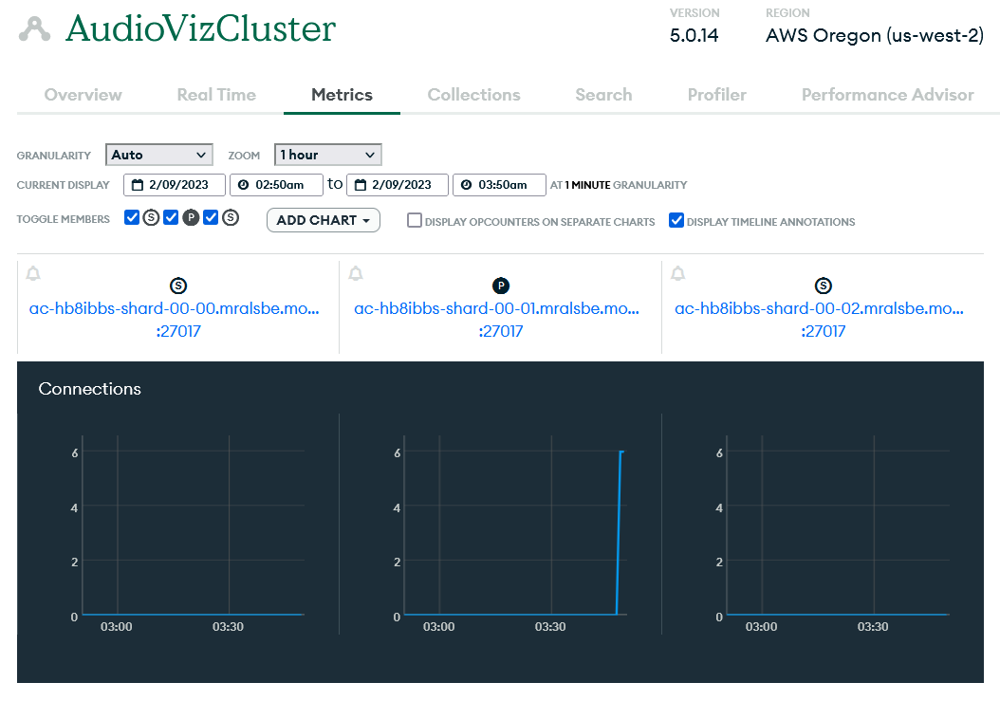 AudioVizCluster
VERSION
5.0.14
REGION
AWS Oregon (us-west-2)
Overview Real Time Metrics Collections Search Profiler Performance Advisor
GRANULARITY Auto ZOOM 1 hour
CURRENT DISPLAY 2/09/2023 02:50am to 2/09/2023 03:50am AT 1 MINUTE GRANULARITY
TOGGLE MEMBERS S P S ADD CHART DISPLAY OPCOUNTERS ON SEPARATE CHARTS DISPLAY TIMELINE ANNOTATIONS
S
ac-hb8ibbs-shard-00-00.mralsbe.mo...
:27017
P
ac-hb8ibbs-shard-00-01.mralsbe.mo...
:27017
S
ac-hb8ibbs-shard-00-02.mralsbe.mo...
:27017
Connections
6
4
2
0
03:00 03:30
6
4
2
0
03:00 03:30
6
4
2
0
03:00 03:30